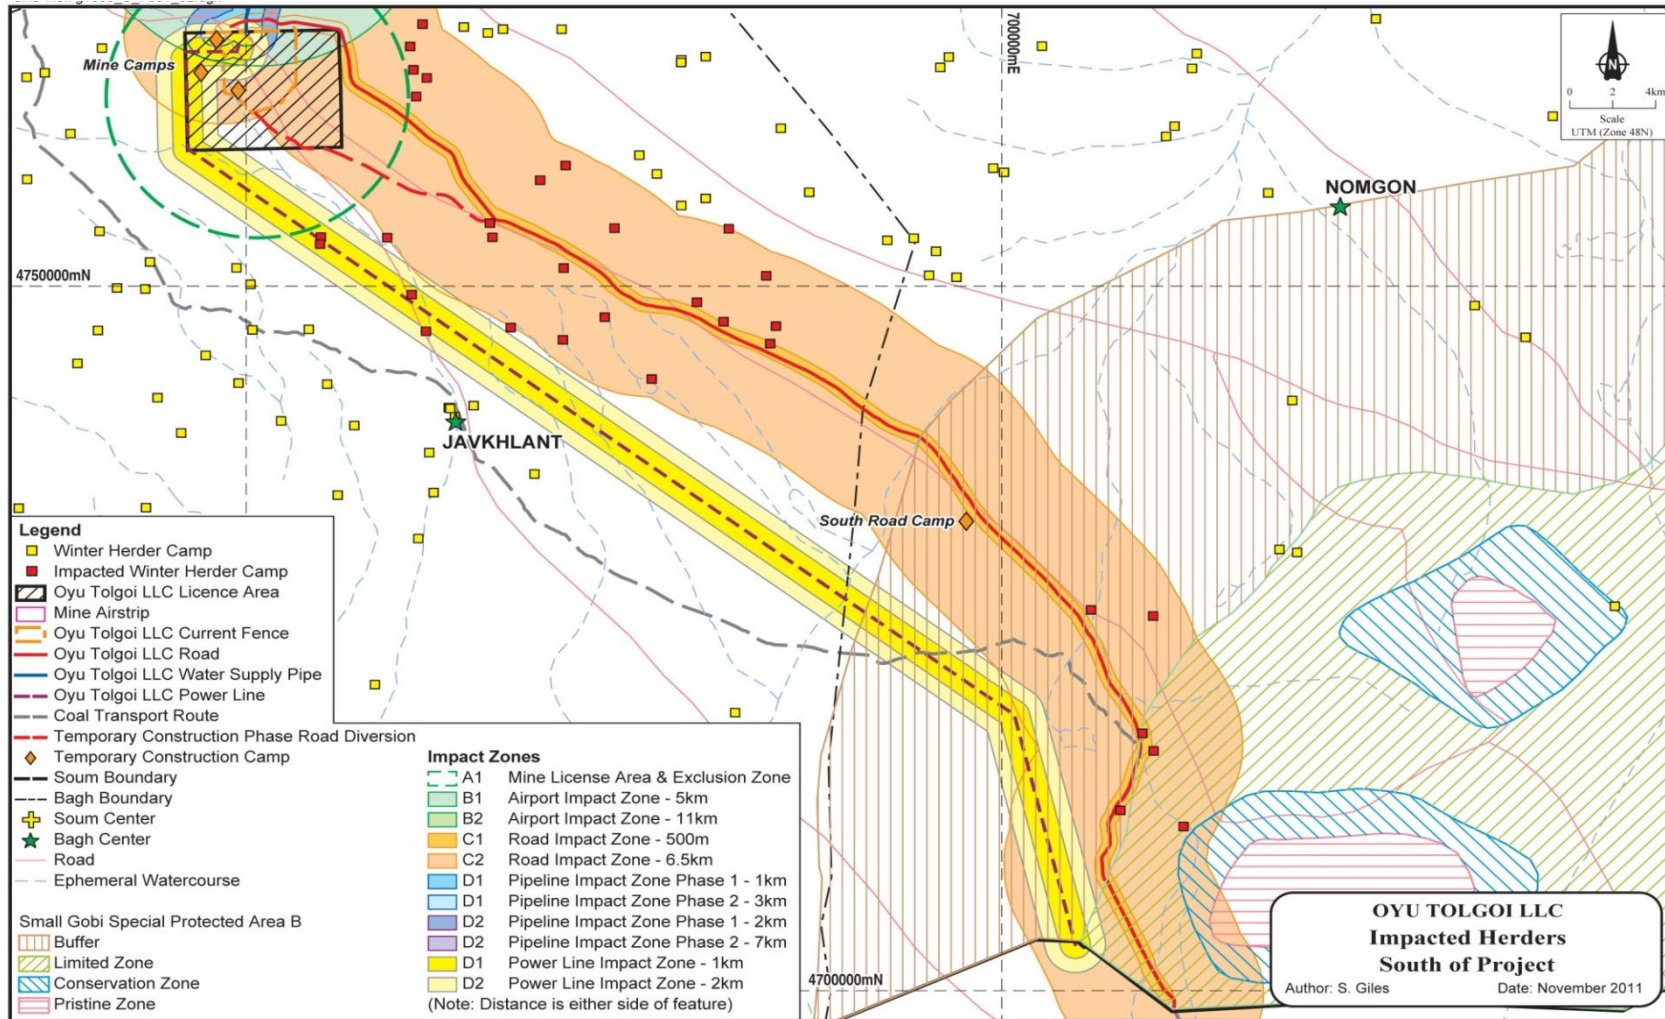 Mine Camps
700000mE
N
0 2 4km
Scale
UTM (Zone 48N)
NOMGON
4750000mN
JAVKHLANT
South Road Camp
4700000mN
Legend
Winter Herder Camp
Impacted Winter Herder Camp
Oyu Tolgoi LLC Licence Area
Mine Airstrip
Oyu Tolgoi LLC Current Fence
Oyu Tolgoi LLC Road
Oyu Tolgoi LLC Water Supply Pipe
Oyu Tolgoi LLC Power Line
Coal Transport Route
Temporary Construction Phase Road Diversion
Temporary Construction Camp
Soum Boundary
Bagh Boundary
Soum Center
Bagh Center
Road
Ephemeral Watercourse
Small Gobi Special Protected Area B
Buffer
Limited Zone
Conservation Zone
Pristine Zone
Impact Zones
A1 Mine License Area & Exclusion Zone
B1 Airport Impact Zone - 5km
B2 Airport Impact Zone - 11km
C1 Road Impact Zone - 500m
C2 Road Impact Zone - 6.5km
D1 Pipeline Impact Zone Phase 1 - 1km
D1 Pipeline Impact Zone Phase 2 - 3km
D2 Pipeline Impact Zone Phase 1 - 2km
D2 Pipeline Impact Zone Phase 2 - 7km
D1 Power Line Impact Zone - 1km
D2 Power Line Impact Zone - 2km
(Note: Distance is either side of feature)
OYU TOLGOI LLC
Impacted Herders
South of Project
Author: S. Giles Date: November 2011